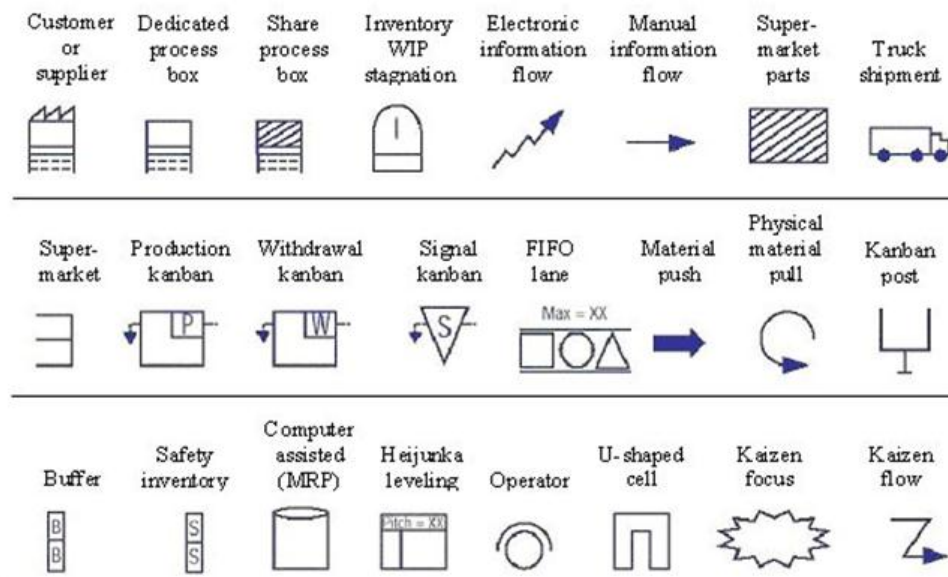 Customer or supplier
Dedicated process box
Share process box
Inventory WIP stagnation
Electronic information flow
Manual information flow
Super- market parts
Truck shipment
I
Super- market
Production kanban
Withdrawal kanban
Signal kanban
FIFO lane
Material push
Physical material pull
Kanban post
P
W
S
Max = XX
Buffer
Safety inventory
Computer assisted (MRP)
Heijunka leveling
Operator
U-shaped cell
Kaizen focus
Kaizen flow
B
B
S
S
Pitch = XX